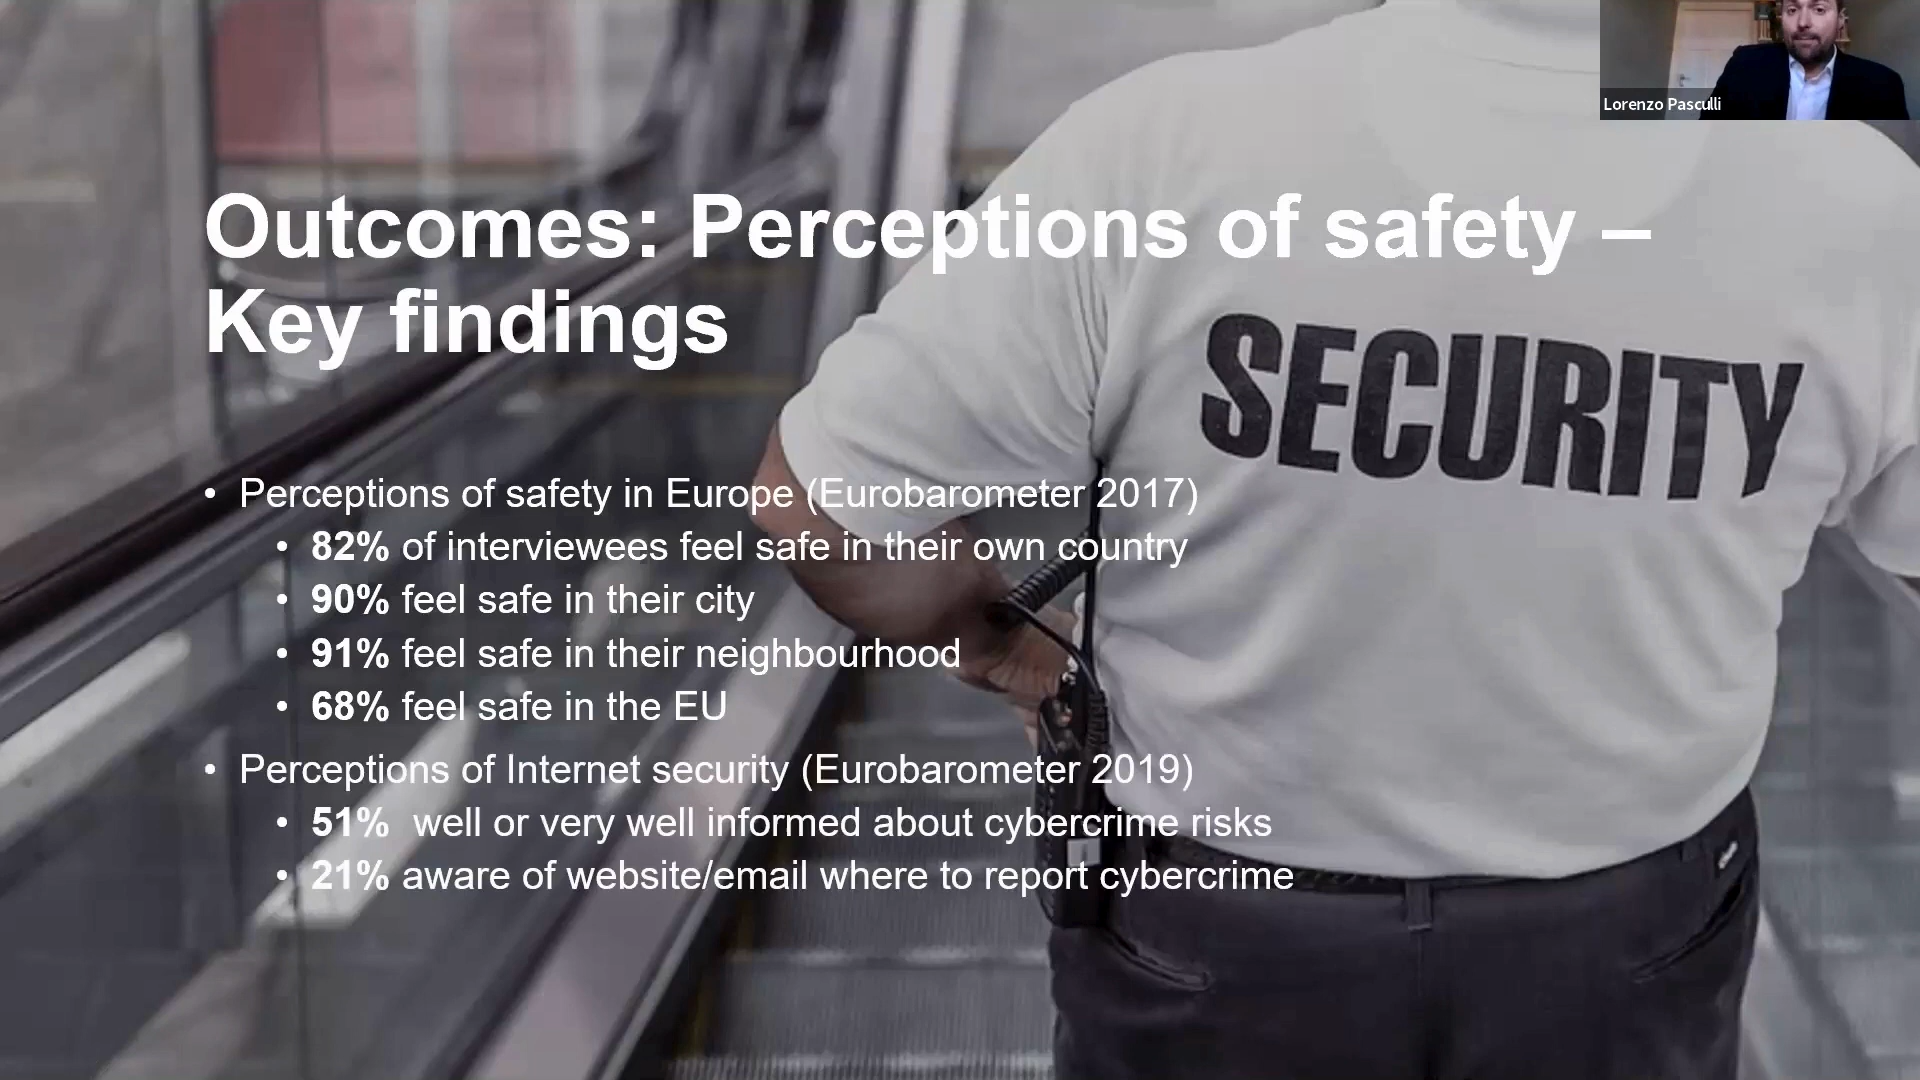 Lorenzo Pasculli
Outcomes: Perceptions of safety –
Key findings
SECURITY
• Perceptions of safety in Europe (Eurobarometer 2017)
• 82% of interviewees feel safe in their own country
• 90% feel safe in their city
• 91% feel safe in their neighbourhood
• 68% feel safe in the EU
• Perceptions of Internet security (Eurobarometer 2019)
• 51%  well or very well informed about cybercrime risks
• 21% aware of website/email where to report cybercrime